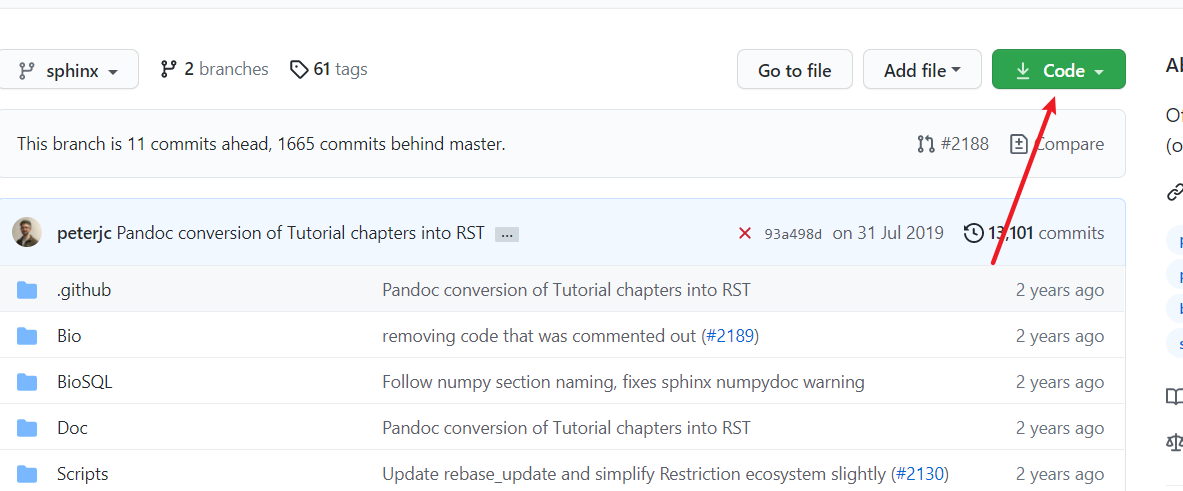 sphinx 2 branches 61 tags Go to file Add file Code
This branch is 11 commits ahead, 1665 commits behind master. #2188 Compare
peterjc Pandoc conversion of Tutorial chapters into RST ... 93a498d on 31 Jul 2019 13,101 commits
.github Pandoc conversion of Tutorial chapters into RST 2 years ago
Bio removing code that was commented out (#2189) 2 years ago
BioSQL Follow numpy section naming, fixes sphinx numpydoc warning 2 years ago
Doc Pandoc conversion of Tutorial chapters into RST 2 years ago
Scripts Update rebase_update and simplify Restriction ecosystem slightly (#2130) 2 years ago